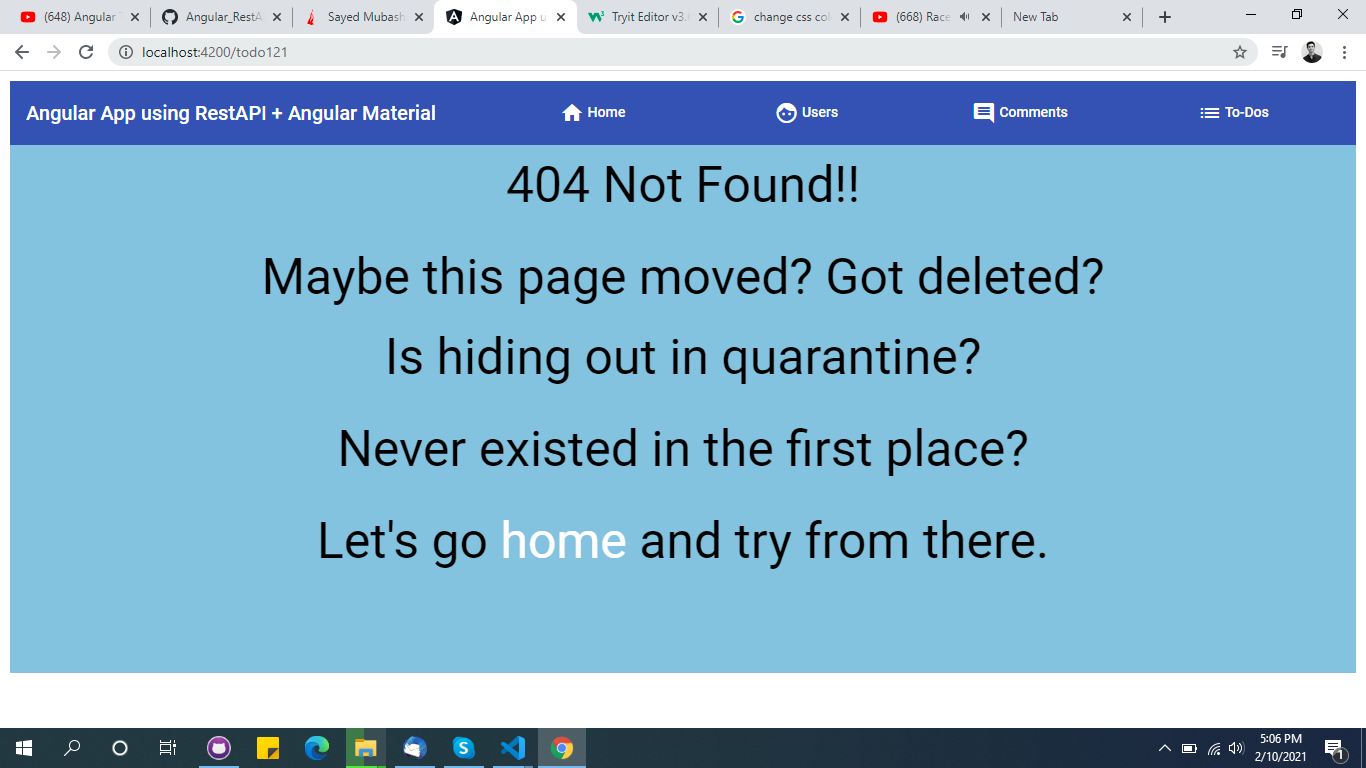 (648) Angular
Angular_RestA
Sayed Mubash
Angular App u
Tryit Editor v3.
change css col
(668) Race
New Tab
localhost:4200/todo121
Angular App using RestAPI + Angular Material
Home
Users
Comments
To-Dos
404 Not Found!!
Maybe this page moved? Got deleted?
Is hiding out in quarantine?
Never existed in the first place?
Let's go home and try from there.
5:06 PM
2/10/2021
1